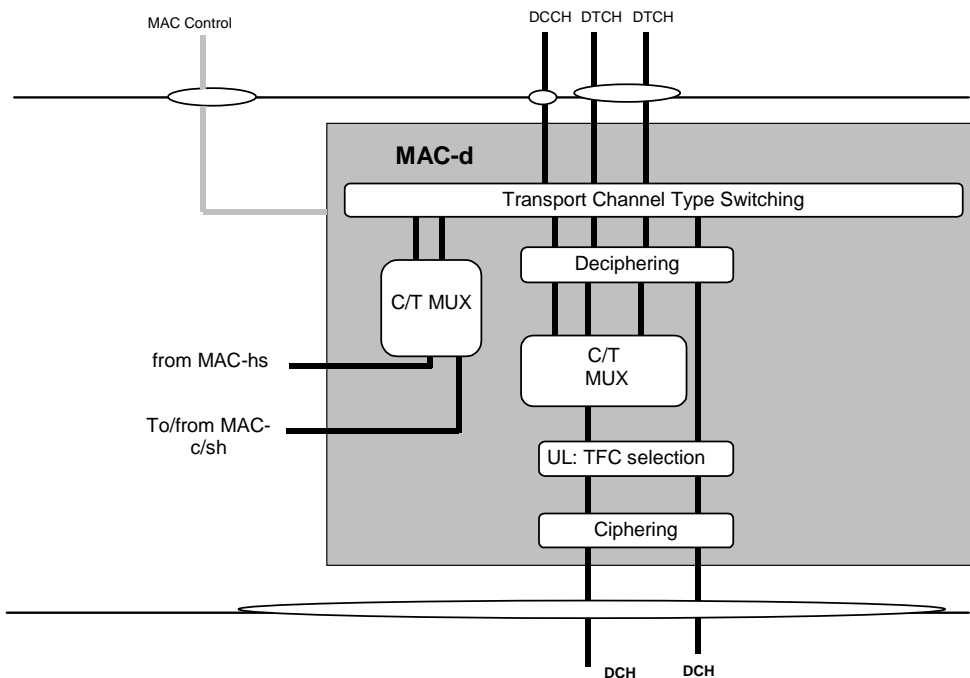 MAC Control
DCCH DTCH DTCH
MAC-d
Transport Channel Type Switching
Deciphering
C/T MUX
C/T
MUX
from MAC-hs
To/from MAC-
c/sh
UL: TFC selection
Ciphering
DCH
DCH